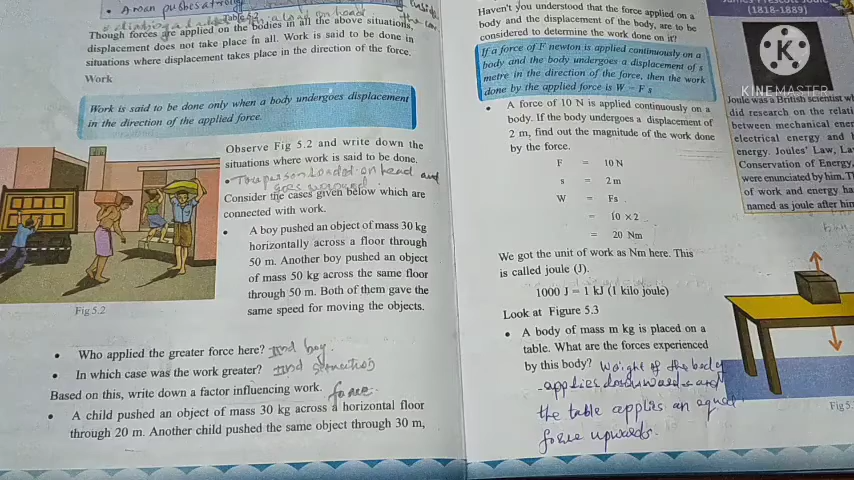 • A man pushes a
Table 5.2
a load on head
Though forces are applied on the bodies in all the above situations,
displacement does not take place in all. Work is said to be done in
situations where displacement takes place in the direction of the force.
Work
Work is said to be done only when a body undergoes displacement
in the direction of the applied force.
Observe Fig 5.2 and write down the
situations where work is said to be done.
loaded on head and
goes
Consider the cases given below which are
connected with work.
• A boy pushed an object of mass 30 kg
horizontally across a floor through
50 m. Another boy pushed an object
of mass 50 kg across the same floor
through 50 m. Both of them gave the
same speed for moving the objects.
Fig 5.2
• Who applied the greater force here? IInd boy.
• In which case was the work greater? IInd
Based on this, write down a factor influencing work. force
• A child pushed an object of mass 30 kg across a horizontal floor
through 20 m. Another child pushed the same object through 30 m,
Haven't you understood that the force applied on a
body and the displacement of the body, are to be
considered to determine the work done on it?
If a force of F newton is applied continuously on a
body and the body undergoes a displacement of s
metre in the direction of the force, then the work
done by the applied force is W = F s
• A force of 10 N is applied continuously on a
body. If the body undergoes a displacement of
2 m, find out the magnitude of the work done
by the force.
F = 10 N
s = 2 m
W = Fs
= 10 ×2
= 20 Nm
We got the unit of work as Nm here. This
is called joule (J).
1000 J = 1 kJ (1 kilo joule)
Look at Figure 5.3
• A body of mass m kg is placed on a
table. What are the forces experienced
by this body? Weight of the body
applies downwards and
the table applies an equal
force upwards.
(1818-1889)
KINEMASTER
Joule was a British scientist w
did research on the relati
between mechanical ener
electrical energy and
energy. Joules' Law, La
Conservation of Energy,
were enunciated by him. T
of work and energy ha
named as joule after him
Fig 5.